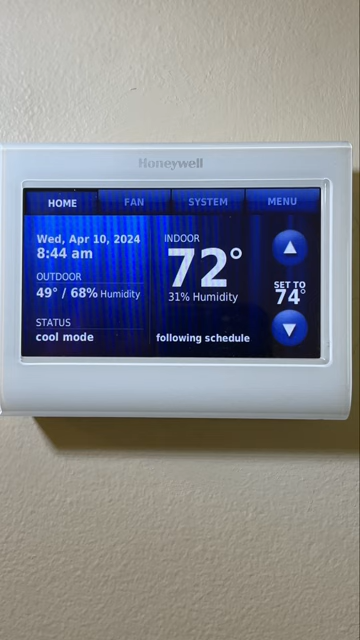 Honeywell
HOME FAN SYSTEM MENU
Wed, Apr 10, 2024
8:44 am
OUTDOOR
49° / 68% Humidity
STATUS
cool mode
INDOOR
72°
31% Humidity
following schedule
SET TO
74°